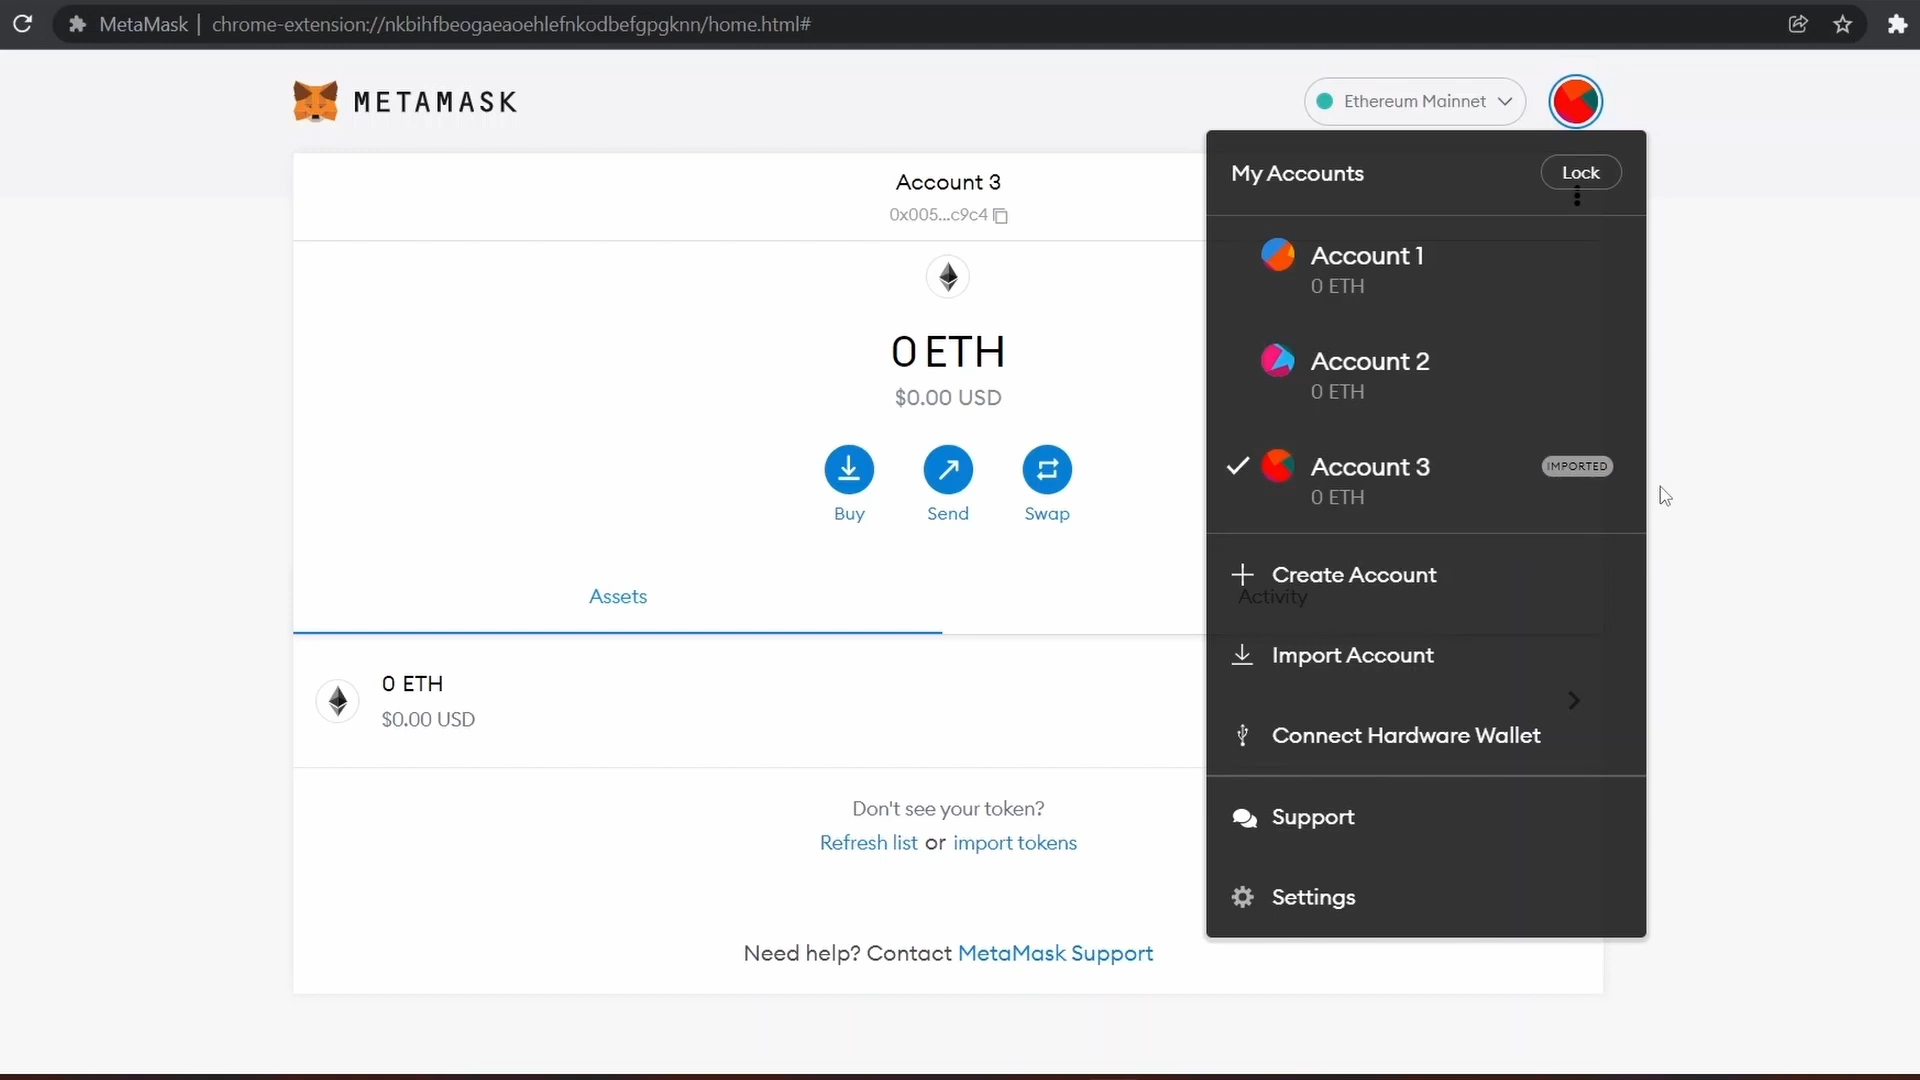 MetaMask | chrome-extension://nkbihfbeogaeaoehlefnkodbefgpgknn/home.html#
METAMASK
Ethereum Mainnet
Account 3
0x005...c9c4
0 ETH
$0.00 USD
Buy
Send
Swap
Assets
Activity
0 ETH
$0.00 USD
Don't see your token?
Refresh list or import tokens
Need help? Contact MetaMask Support
My Accounts
Lock
Account 1
0 ETH
Account 2
0 ETH
Account 3
IMPORTED
0 ETH
Create Account
Import Account
Connect Hardware Wallet
Support
Settings